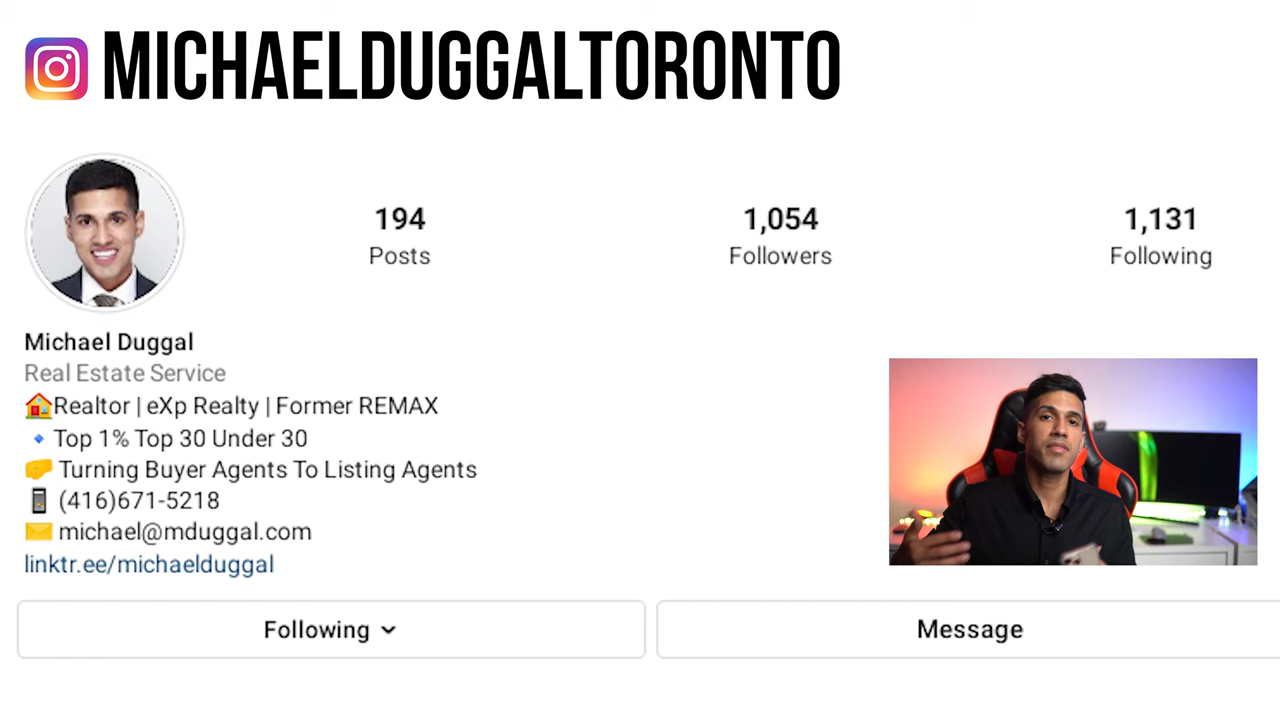 MICHAELDUGGALTORONTO
194
Posts
1,054
Followers
1,131
Following
Michael Duggal
Real Estate Service
🏠Realtor | eXp Realty | Former REMAX
🔹Top 1% Top 30 Under 30
🤛 Turning Buyer Agents To Listing Agents
📱 (416)671-5218
✉️ michael@mduggal.com
linktr.ee/michaelduggal
Following
Message